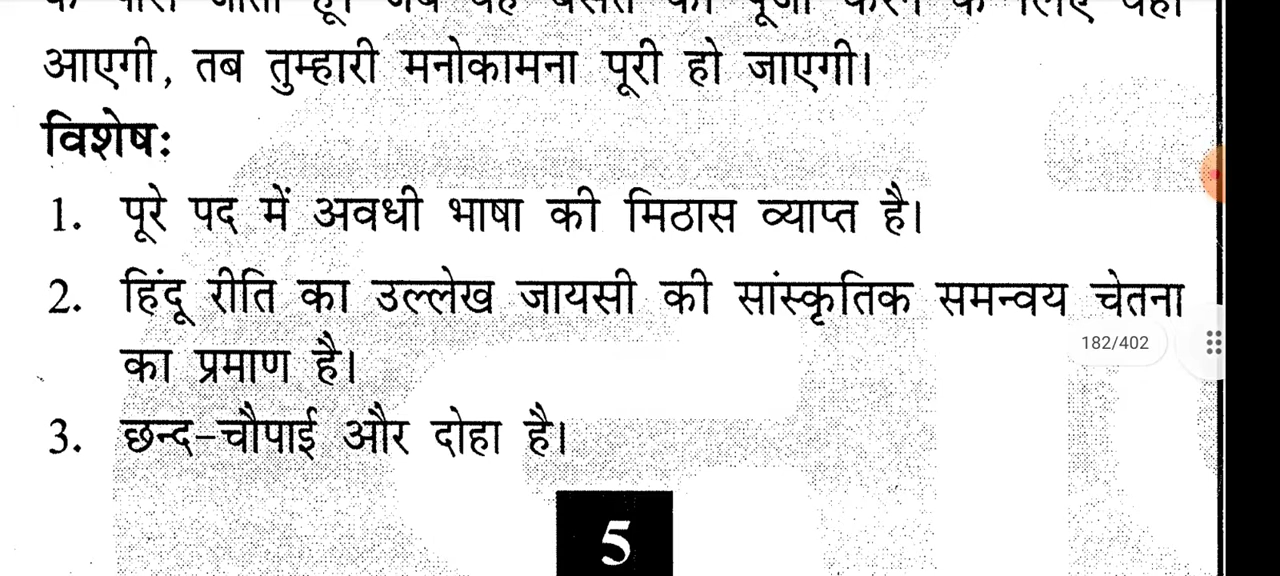 आएगी, तब तुम्हारी मनोकामना पूरी हो जाएगी।
विशेषः
1. पूरे पद में अवधी भाषा की मिठास व्याप्त है।
2. हिंदू रीति का उल्लेख जायसी की सांस्कृतिक समन्वय चेतना
182/402
का प्रमाण है।
3. छन्द-चौपाई और दोहा है।
5